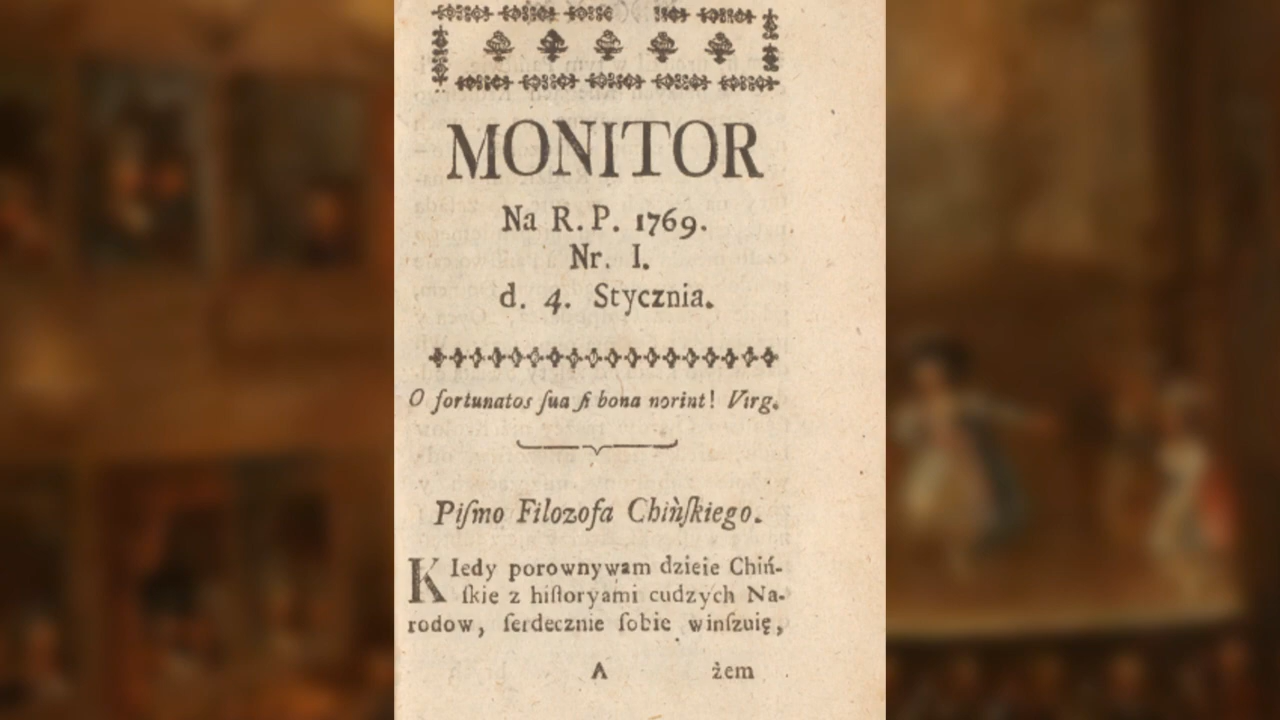 MONITOR
Na R. P. 1769.
Nr. I.
d. 4. Stycznia.
O fortunatos ſua ſi bona norint! Virg.
Piſmo Filozofa Chińſkiego.
KIedy porownywam dzieie Chiń-
ſkie z hiſtoryami cudzych Na-
rodow, ſerdecznie ſobie winſzuię,
A żem